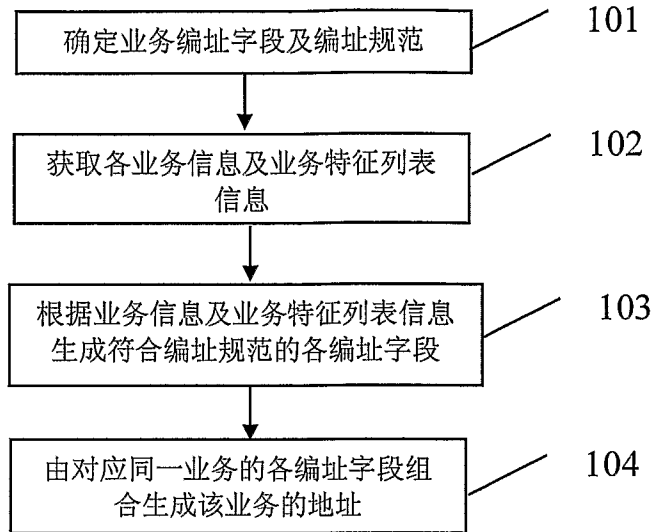 确定业务编址字段及编址规范
101
获取各业务信息及业务特征列表
信息
102
根据业务信息及业务特征列表信息
生成符合编址规范的各编址字段
103
由对应同一业务的各编址字段组
合生成该业务的地址
104